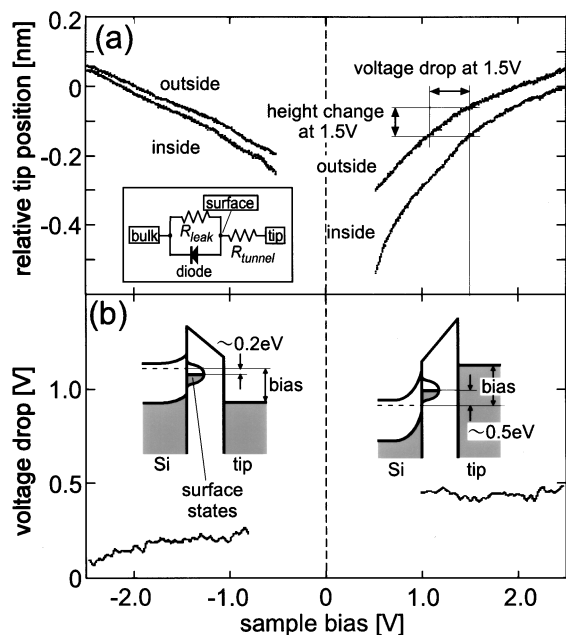 (a)
relative tip position [nm]
0.2
0
-0.2
-0.4
outside
inside
voltage drop at 1.5V
height change
at 1.5V
outside
inside
surface
bulk
R_leak
tip
R_tunnel
diode
(b)
voltage drop [V]
1.0
0.5
0
~0.2eV
bias
Si
tip
surface
states
bias
~0.5eV
Si
tip
-2.0
-1.0
0
1.0
2.0
sample bias [V]